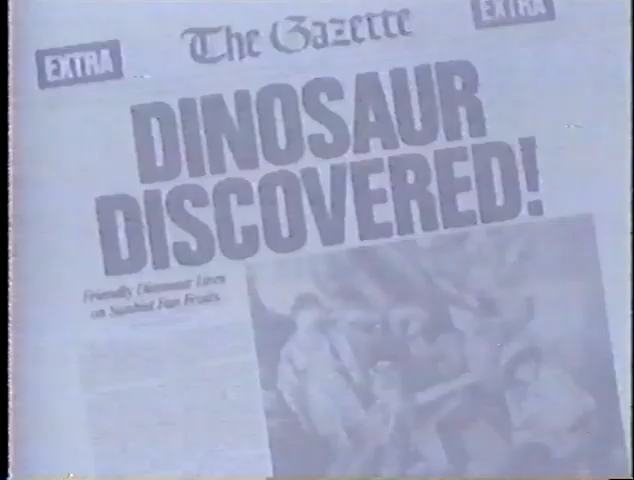 EXTRA
The Gazette
EXTRA
DINOSAUR
DISCOVERED!
Friendly Dinosaur Lives
on Sunkist Fun Fruits